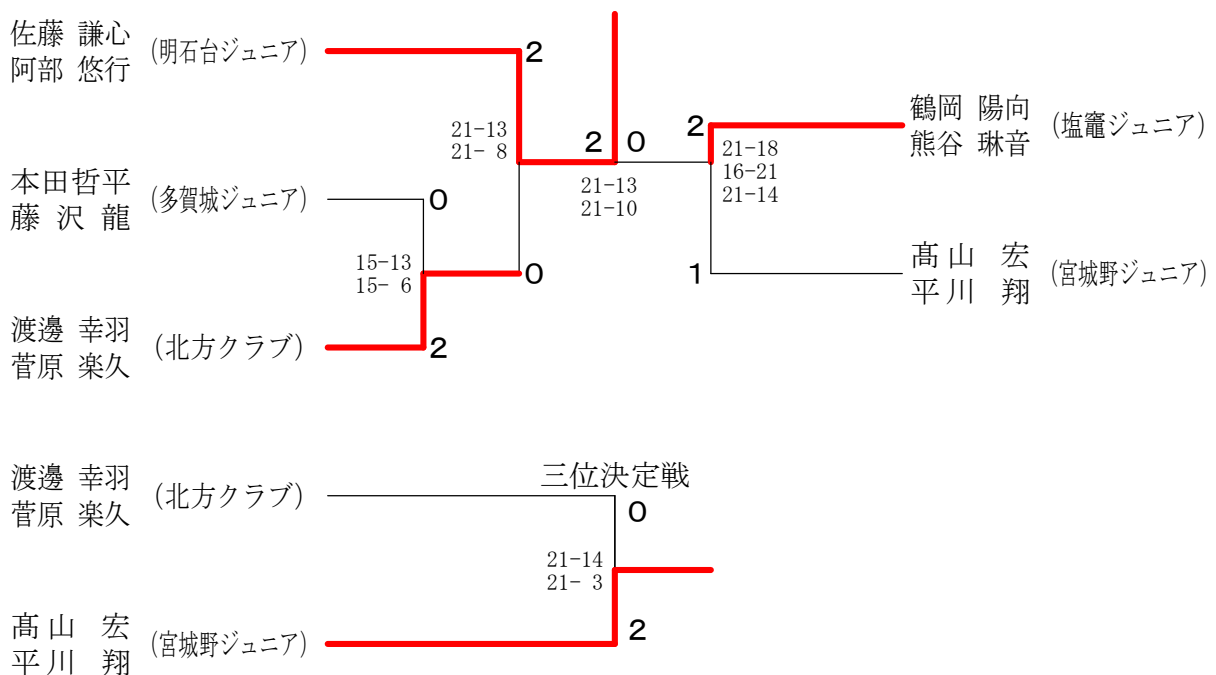 佐藤 謙心
阿部 悠行
(明石台ジュニア)
2
21-13
21- 8
本田哲平
藤沢 龍
(多賀城ジュニア)
0
15-13
15- 6
0
渡邊 幸羽
菅原 楽久
(北方クラブ)
2
2 0
21-13
21-10
2
鶴岡 陽向
熊谷 琳音
(塩竈ジュニア)
21-18
16-21
21-14
1
髙山 宏
平川 翔
(宮城野ジュニア)
三位決定戦
渡邊 幸羽
菅原 楽久
(北方クラブ)
0
21-14
21- 3
髙山 宏
平川 翔
(宮城野ジュニア)
2